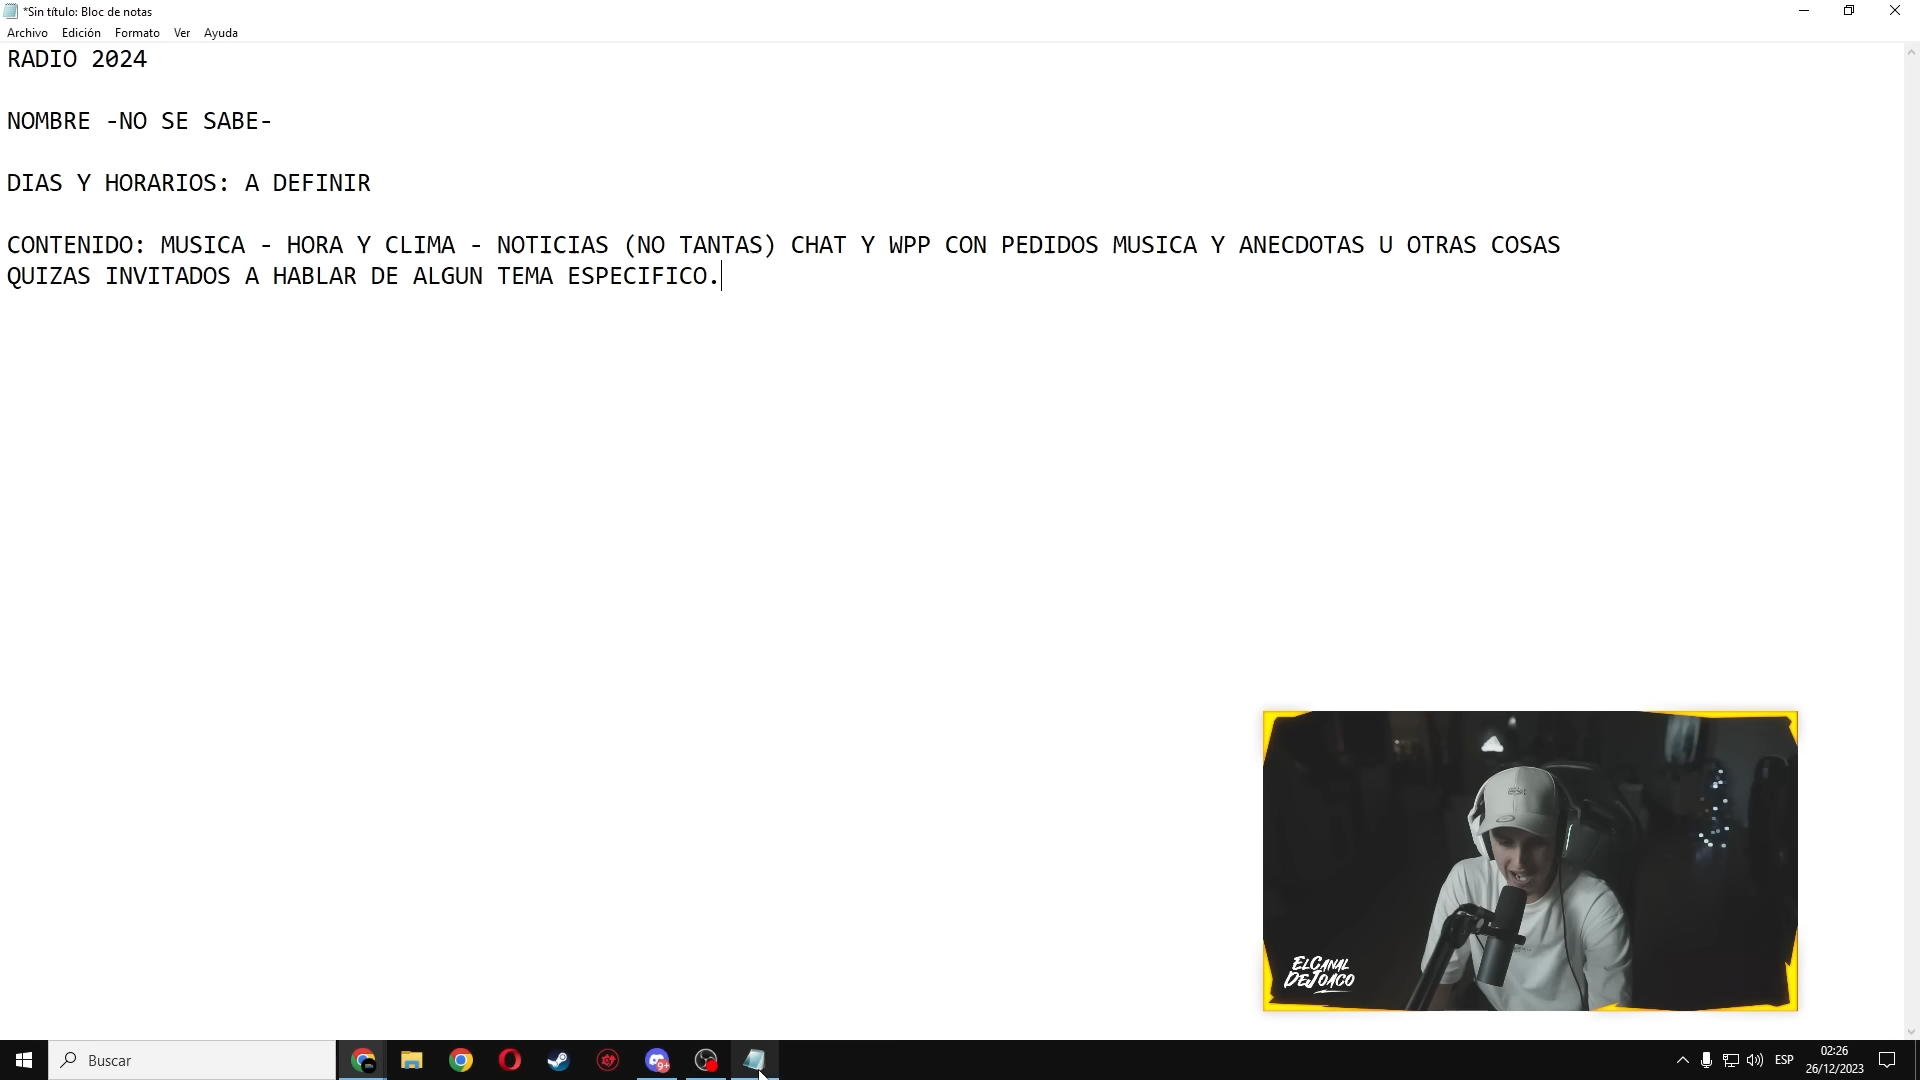 *Sin título: Bloc de notas
Archivo Edición Formato Ver Ayuda
RADIO 2024
NOMBRE -NO SE SABE-
DIAS Y HORARIOS: A DEFINIR
CONTENIDO: MUSICA - HORA Y CLIMA - NOTICIAS (NO TANTAS) CHAT Y WPP CON PEDIDOS MUSICA Y ANECDOTAS U OTRAS COSAS
QUIZAS INVITADOS A HABLAR DE ALGUN TEMA ESPECIFICO.
ELCANAL
DEJOACO
Buscar
9+
ESP
02:26
26/12/2023